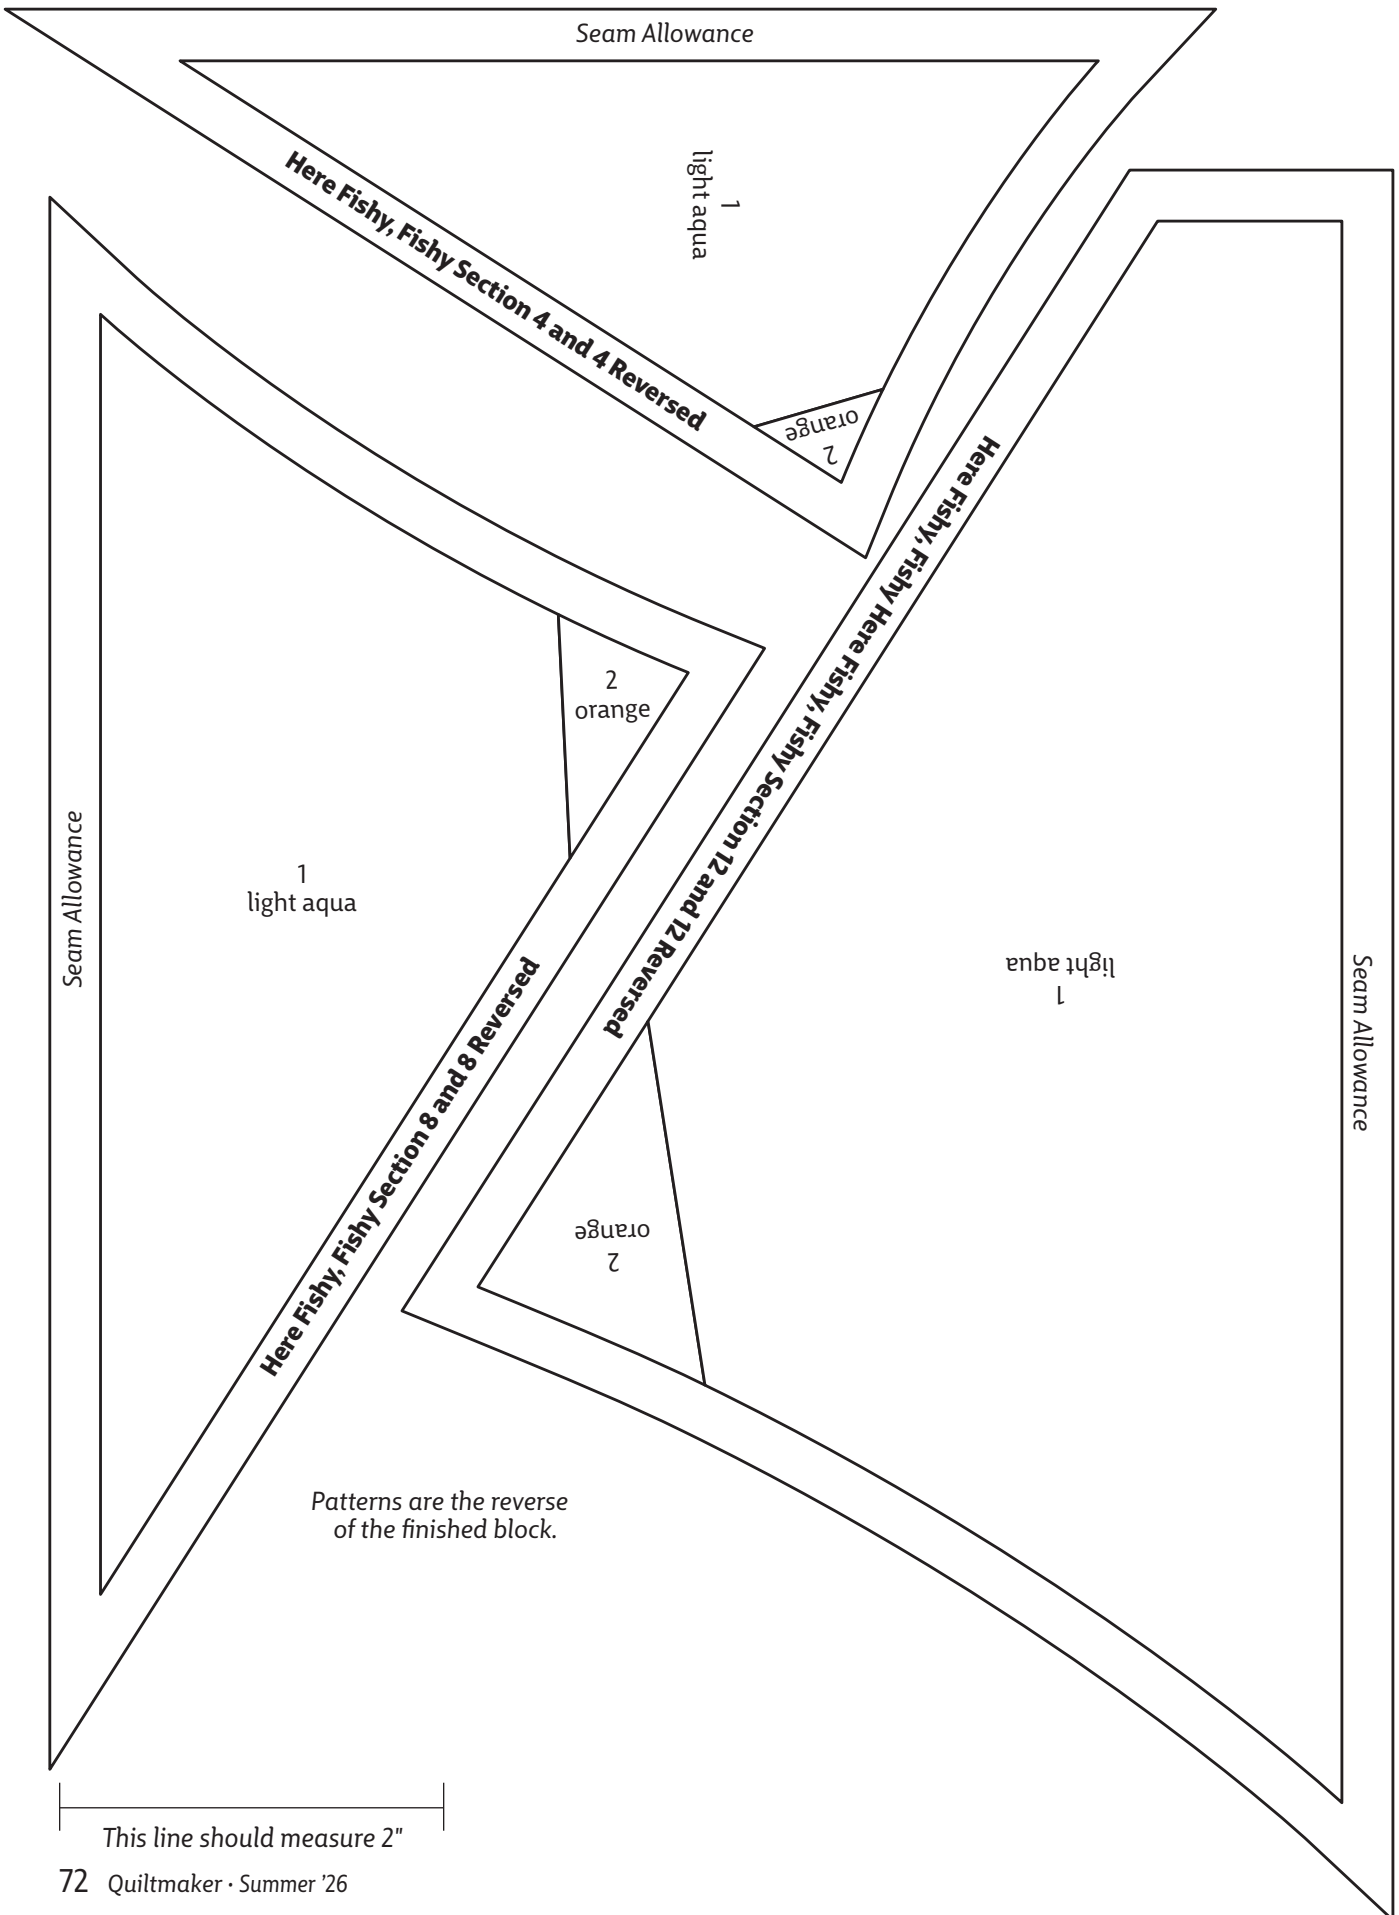 Seam Allowance
1
light aqua
Here Fishy, Fishy Section 4 and 4 Reversed
2
orange
Here Fishy, Fishy Here Fishy, Fishy Section 12 and 12 Reversed
2
orange
Seam Allowance
1
light aqua
Here Fishy, Fishy Section 8 and 8 Reversed
1
light aqua
Seam Allowance
2
orange
Patterns are the reverse
of the finished block.
This line should measure 2"
72 Quiltmaker · Summer ’26